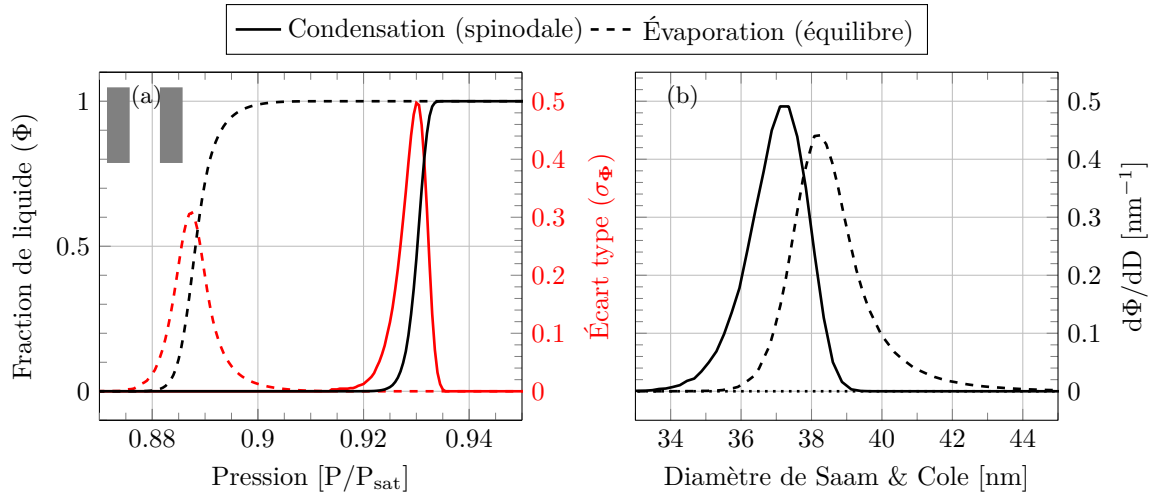 Condensation (spinodale) Évaporation (équilibre)
(a)
Fraction de liquide (Φ)
1
0.5
0
0.88 0.9 0.92 0.94
Pression [P/P_sat]
0.5
0.4
0.3
0.2
0.1
0
Écart type (σ_Φ)
(b)
34 36 38 40 42 44
Diamètre de Saam & Cole [nm]
0.5
0.4
0.3
0.2
0.1
0
dΦ/dD [nm⁻¹]